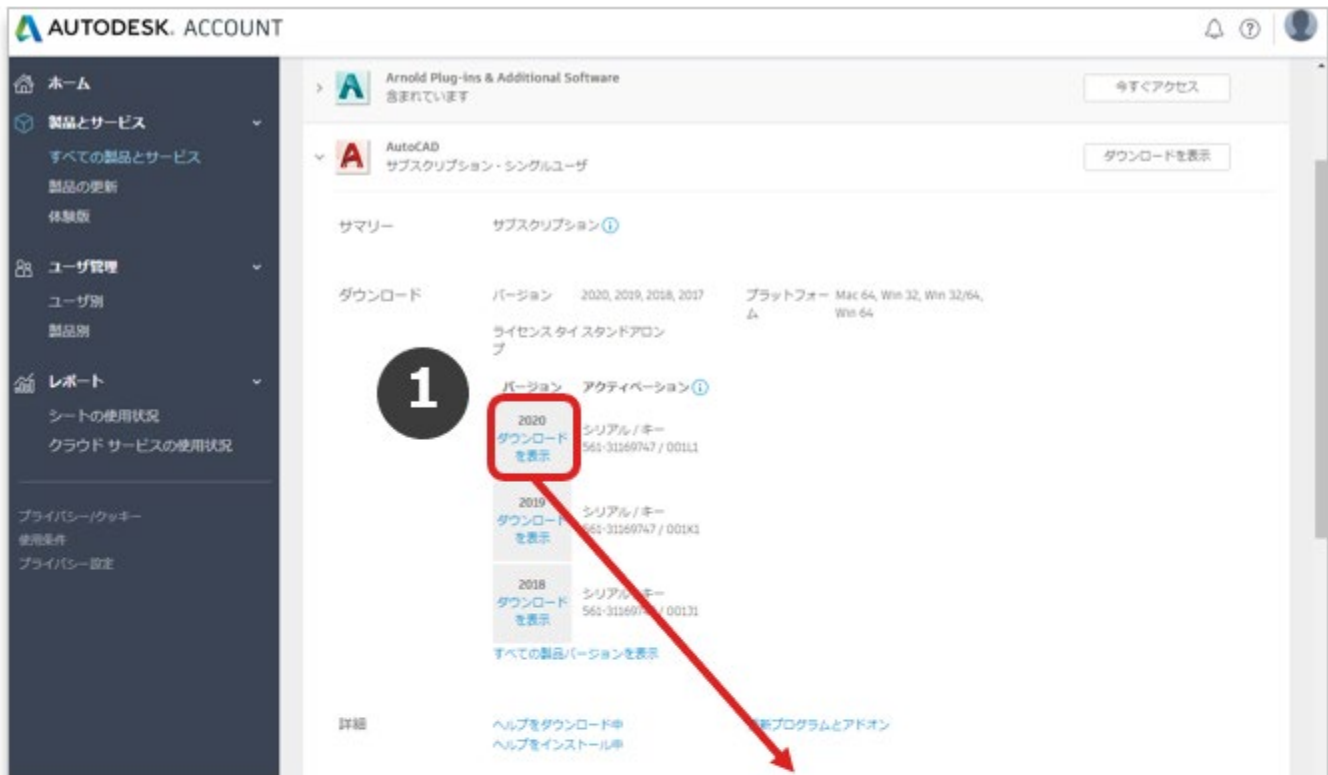 AUTODESK. ACCOUNT
ホーム
製品とサービス
すべての製品とサービス
製品の更新
体験版
ユーザ管理
ユーザ別
製品別
レポート
シートの使用状況
クラウド サービスの使用状況
プライバシー/クッキー
使用条件
プライバシー設定
Arnold Plug-ins & Additional Software
含まれています
今すぐアクセス
AutoCAD
サブスクリプション・シングルユーザ
ダウンロードを表示
サマリー
サブスクリプション
ダウンロード
バージョン 2020, 2019, 2018, 2017
プラットフォー Mac 64, Win 32, Win 32/64,
ム Win 64
ライセンス タイ スタンドアロン
プ
1
バージョン アクティベーション
2020
ダウンロード
を表示
シリアル / キー
561-31169747 / 001L1
2019
ダウンロード
を表示
シリアル / キー
561-31169747 / 001K1
2018
ダウンロード
を表示
シリアル キー
/ 001J1
すべての製品バージョンを表示
詳細
ヘルプをダウンロード中
ヘルプをインストール中
新プログラムとアドオン